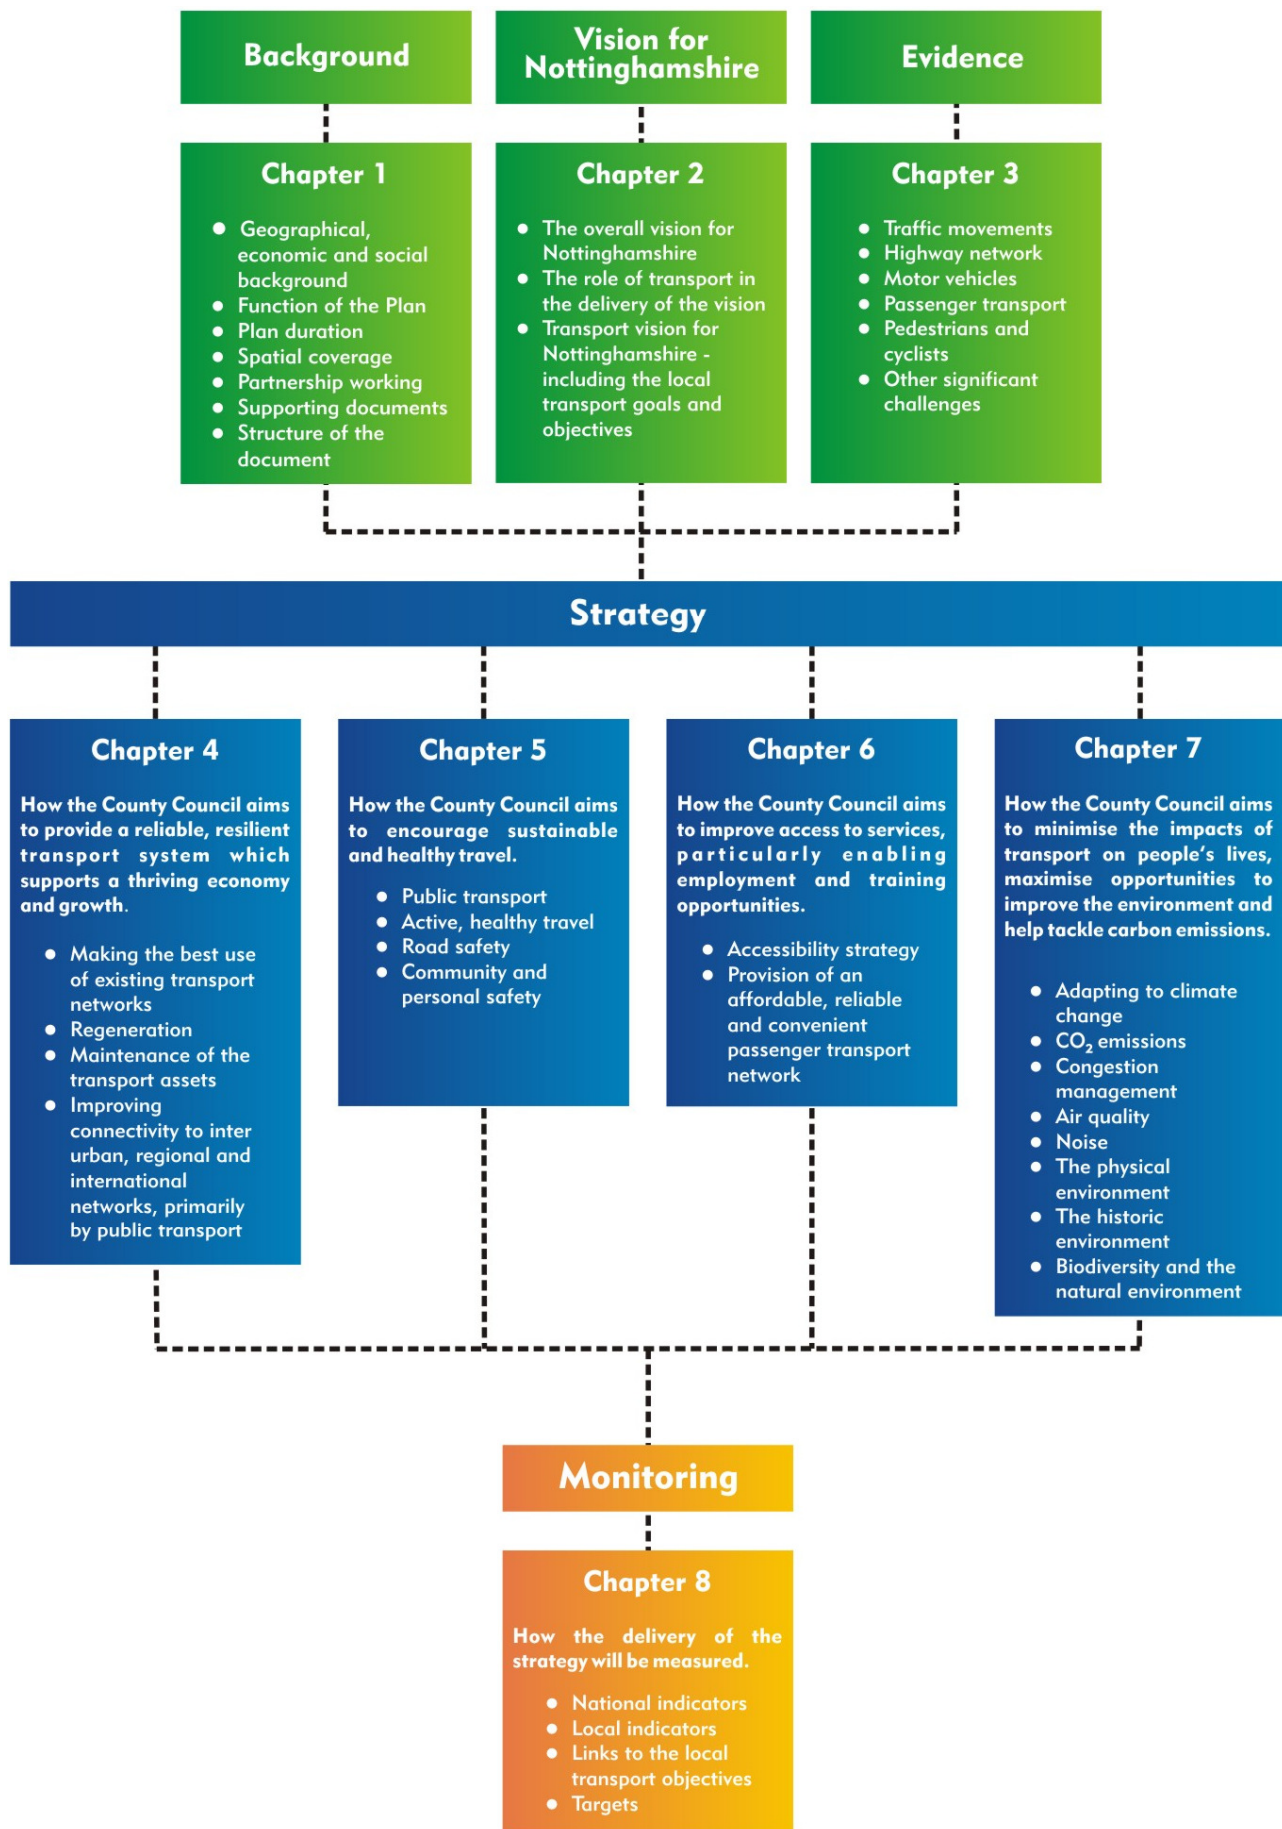 Background
Vision for
Nottinghamshire
Evidence
Chapter 1
● Geographical,
economic and social
background
● Function of the Plan
● Plan duration
● Spatial coverage
● Partnership working
● Supporting documents
● Structure of the
document
Chapter 2
● The overall vision for
Nottinghamshire
● The role of transport in
the delivery of the vision
● Transport vision for
Nottinghamshire -
including the local
transport goals and
objectives
Chapter 3
● Traffic movements
● Highway network
● Motor vehicles
● Passenger transport
● Pedestrians and
cyclists
● Other significant
challenges
Strategy
Chapter 4
How the County Council aims
to provide a reliable, resilient
transport system which
supports a thriving economy
and growth.
● Making the best use
of existing transport
networks
● Regeneration
● Maintenance of the
transport assets
● Improving
connectivity to inter
urban, regional and
international
networks, primarily
by public transport
Chapter 5
How the County Council aims
to encourage sustainable
and healthy travel.
● Public transport
● Active, healthy travel
● Road safety
● Community and
personal safety
Chapter 6
How the County Council aims
to improve access to services,
particularly enabling
employment and training
opportunities.
● Accessibility strategy
● Provision of an
affordable, reliable
and convenient
passenger transport
network
Chapter 7
How the County Council aims
to minimise the impacts of
transport on people's lives,
maximise opportunities to
improve the environment and
help tackle carbon emissions.
● Adapting to climate
change
● CO₂ emissions
● Congestion
management
● Air quality
● Noise
● The physical
environment
● The historic
environment
● Biodiversity and the
natural environment
Monitoring
Chapter 8
How the delivery of the
strategy will be measured.
● National indicators
● Local indicators
● Links to the local
transport objectives
● Targets